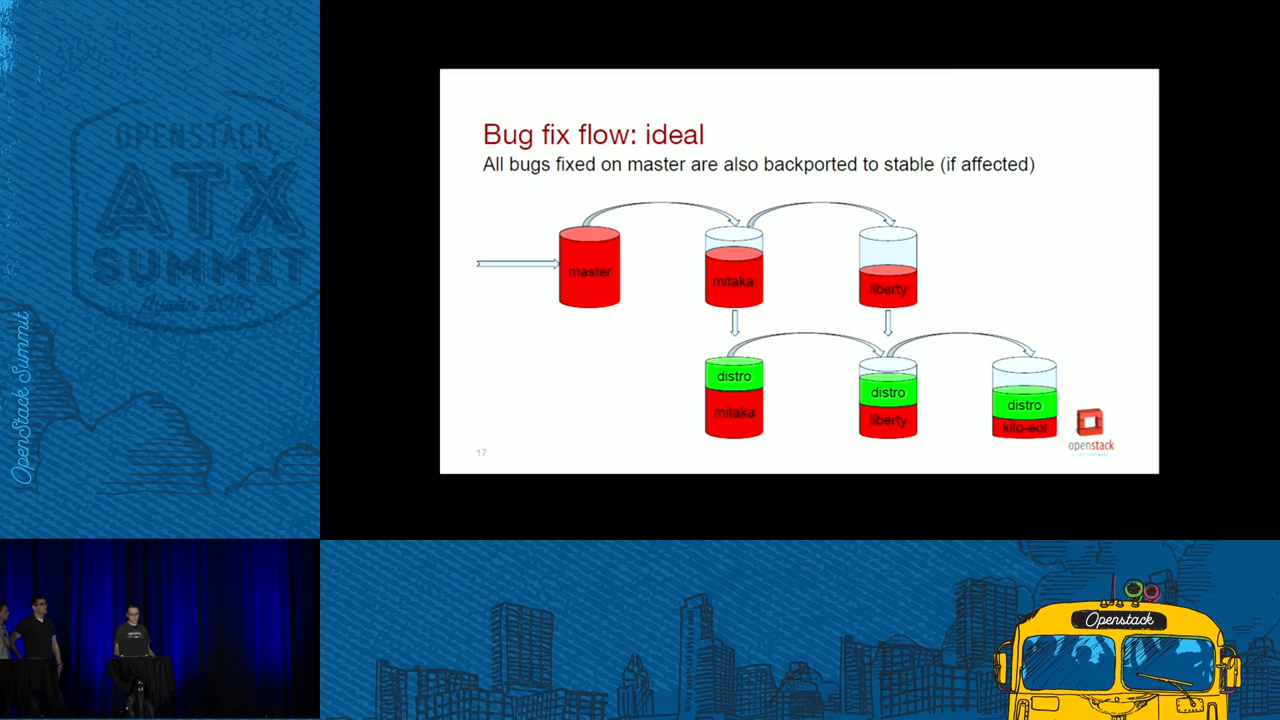 OPENSTACK
ATX
SUMMIT
OpenStack Summit
Bug fix flow: ideal
All bugs fixed on master are also backported to stable (if affected)
master
mitaka
liberty
distro
mitaka
distro
liberty
distro
kilo-eol
openstack
17
Openstack